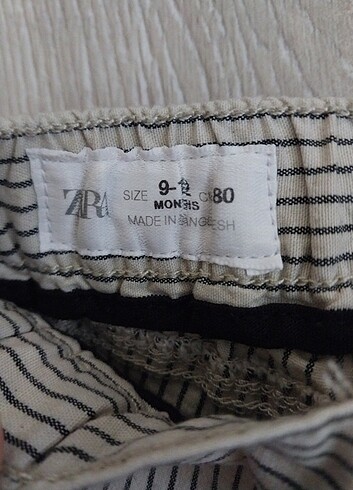 ZARA
SIZE 9-12 CM 80
MONTHS
MADE IN BANGLADESH